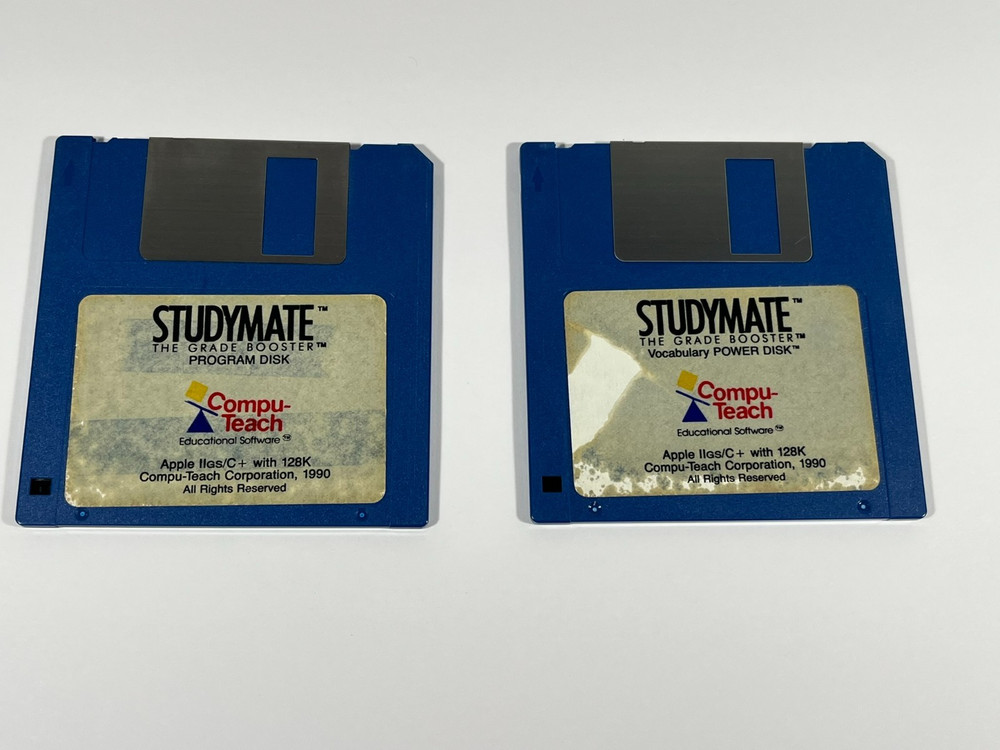 STUDYMATE™
THE GRADE BOOSTER™
PROGRAM DISK
Compu-
Teach
Educational Software™
Apple IIGS/C+ with 128K
Compu-Teach Corporation, 1990
All Rights Reserved
STUDYMATE™
THE GRADE BOOSTER™
Vocabulary POWER DISK™
Compu-
Teach
Educational Software™
Apple IIGS/C+ with 128K
Compu-Teach Corporation, 1990
All Rights Reserved